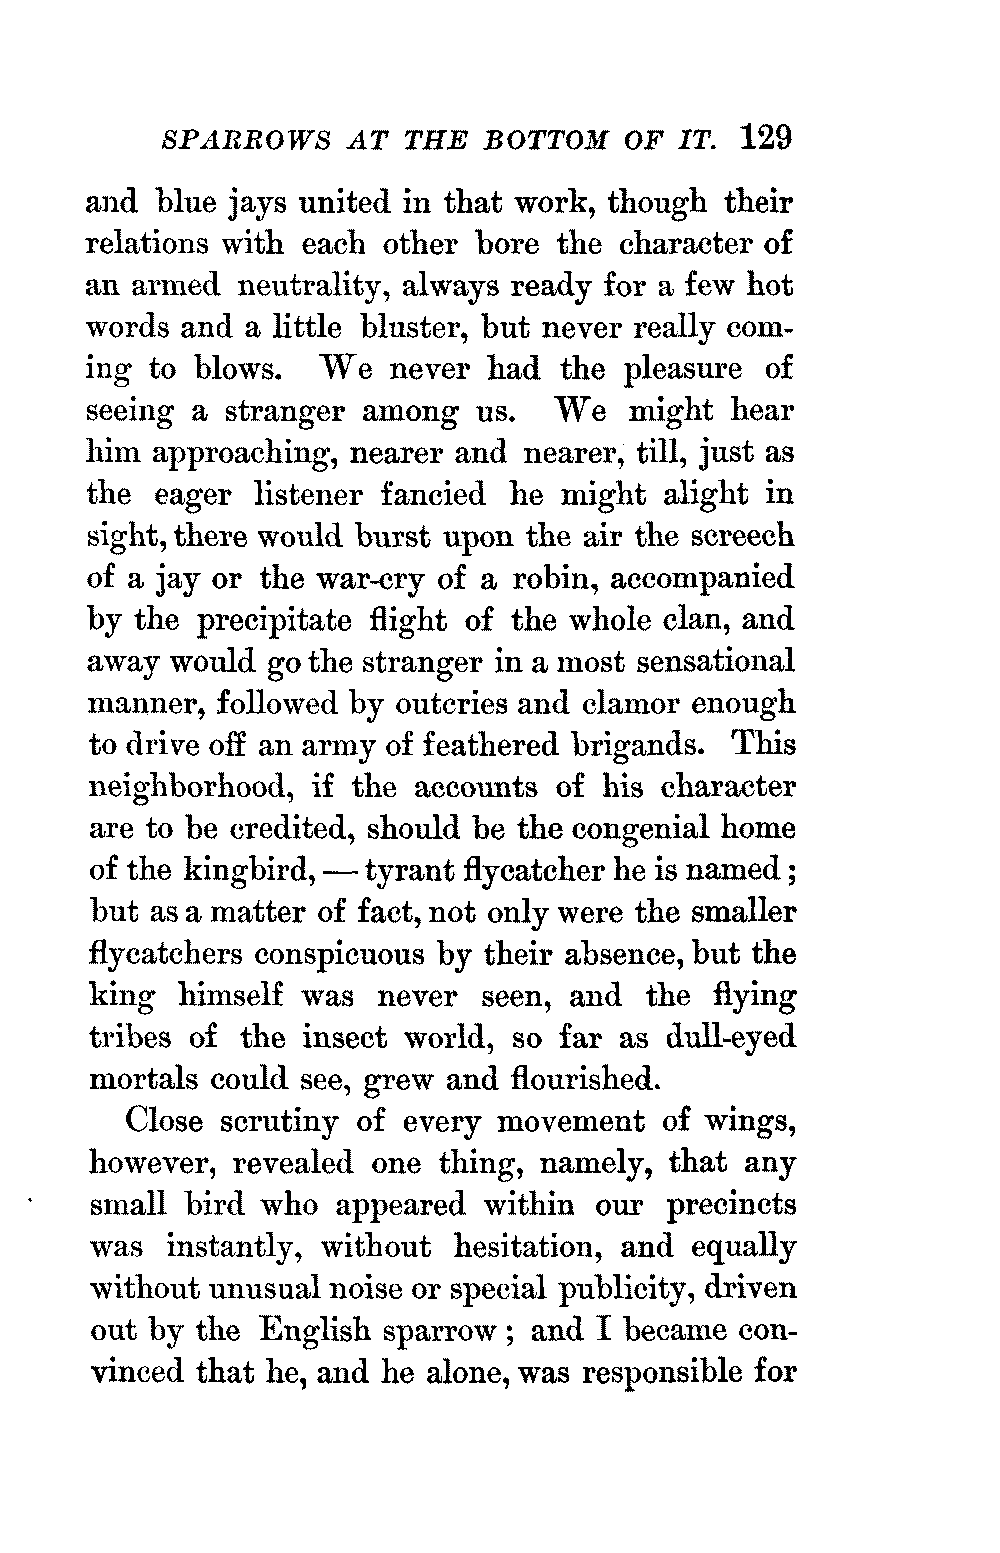 SPARROWS AT THE BOTTOM OF IT. 129
and blue jays united in that work, though their
relations with each other bore the character of
an armed neutrality, always ready for a few hot
words and a little bluster, but never really com-
ing to blows. We never had the pleasure of
seeing a stranger among us. We might hear
him approaching, nearer and nearer, till, just as
the eager listener fancied he might alight in
sight, there would burst upon the air the screech
of a jay or the war-cry of a robin, accompanied
by the precipitate flight of the whole clan, and
away would go the stranger in a most sensational
manner, followed by outcries and clamor enough
to drive off an army of feathered brigands. This
neighborhood, if the accounts of his character
are to be credited, should be the congenial home
of the kingbird, — tyrant flycatcher he is named ;
but as a matter of fact, not only were the smaller
flycatchers conspicuous by their absence, but the
king himself was never seen, and the flying
tribes of the insect world, so far as dull-eyed
mortals could see, grew and flourished.
Close scrutiny of every movement of wings,
however, revealed one thing, namely, that any
small bird who appeared within our precincts
was instantly, without hesitation, and equally
without unusual noise or special publicity, driven
out by the English sparrow ; and I became con-
vinced that he, and he alone, was responsible for